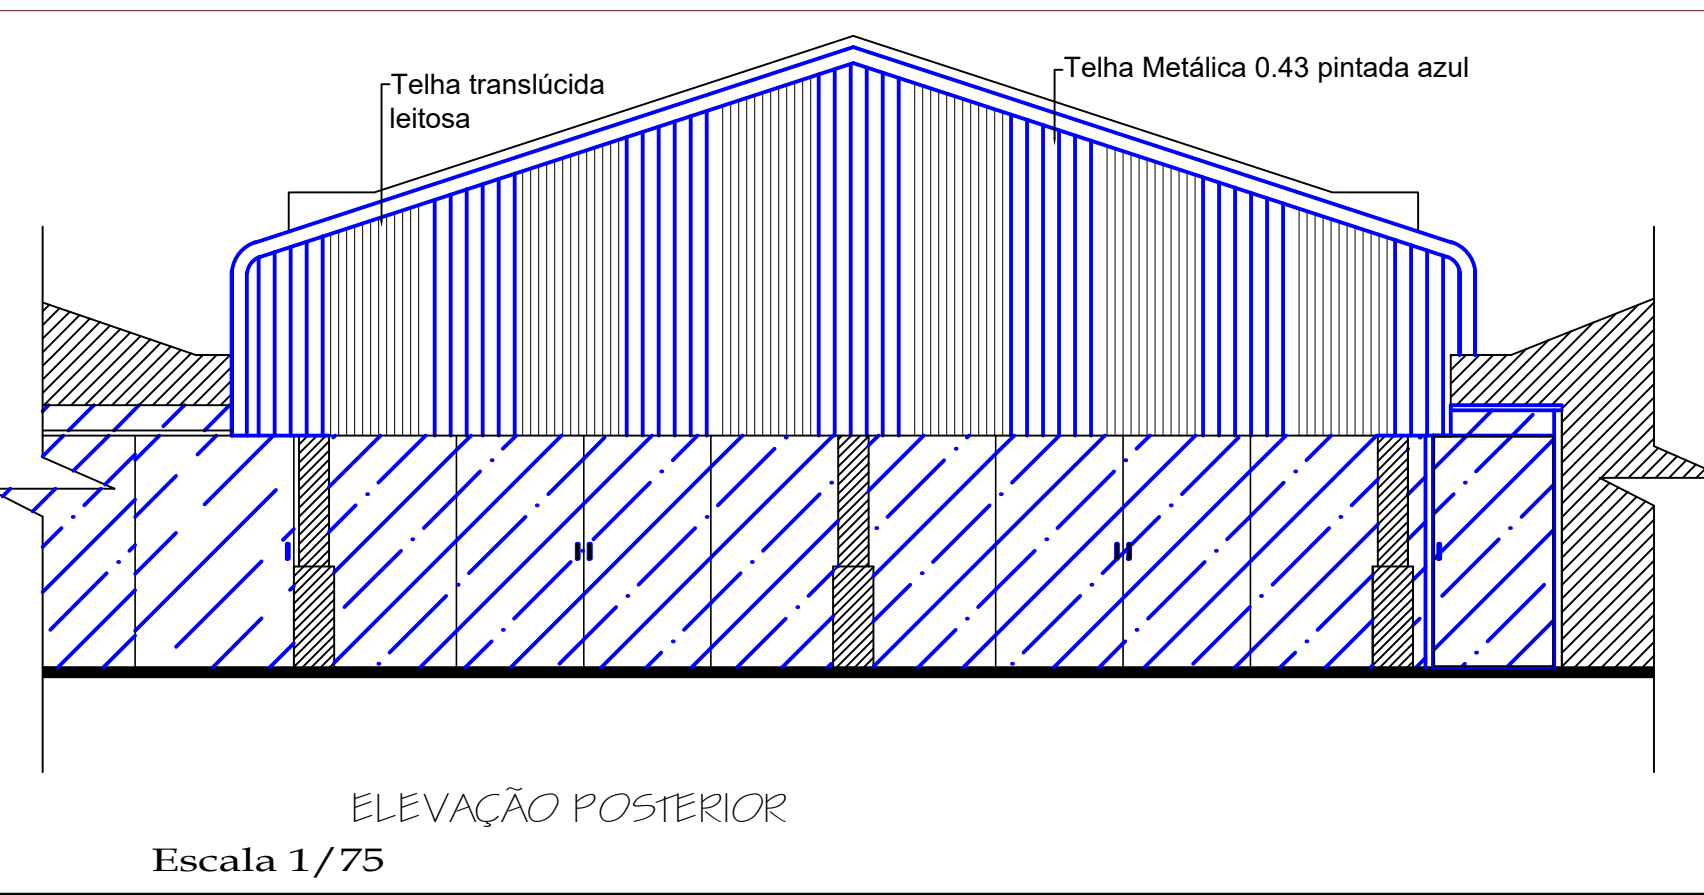 Telha translúcida
leitosa
Telha Metálica 0.43 pintada azul
ELEVAÇÃO POSTERIOR
Escala 1/75